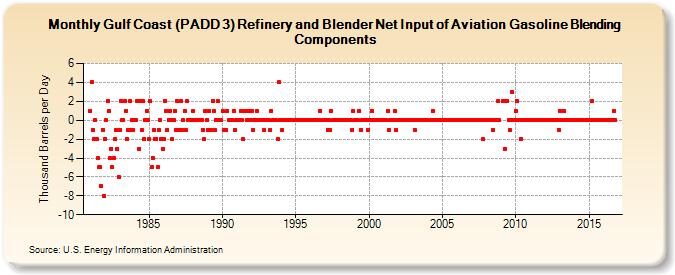 Monthly Gulf Coast (PADD 3) Refinery and Blender Net Input of Aviation Gasoline Blending
Components
Thousand Barrels per Day
6
4
2
0
-2
-4
-6
-8
-10
1985 1990 1995 2000 2005 2010 2015
Source: U.S. Energy Information Administration